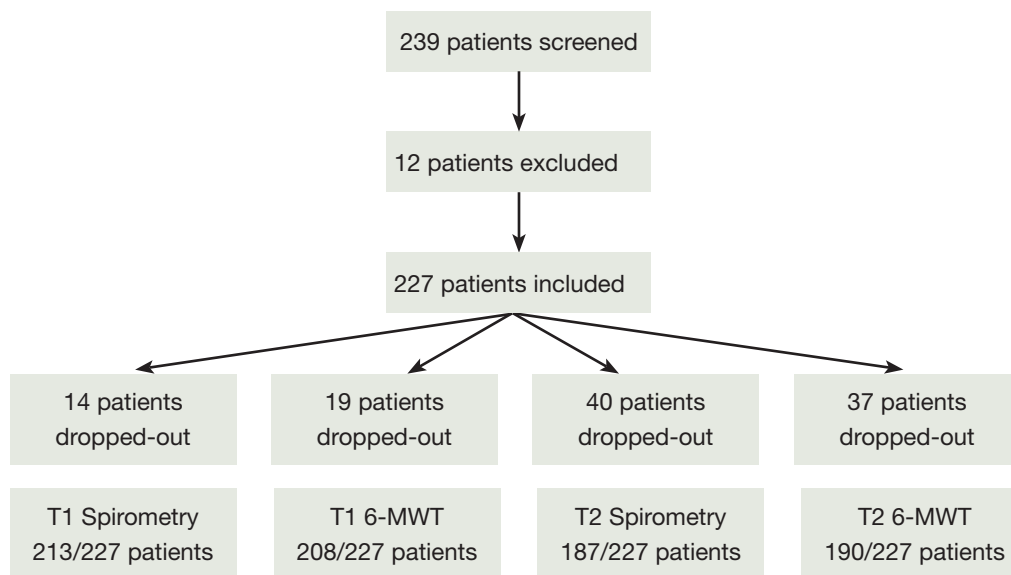 239 patients screened
12 patients excluded
227 patients included
14 patients
dropped-out
19 patients
dropped-out
40 patients
dropped-out
37 patients
dropped-out
T1 Spirometry
213/227 patients
T1 6-MWT
208/227 patients
T2 Spirometry
187/227 patients
T2 6-MWT
190/227 patients